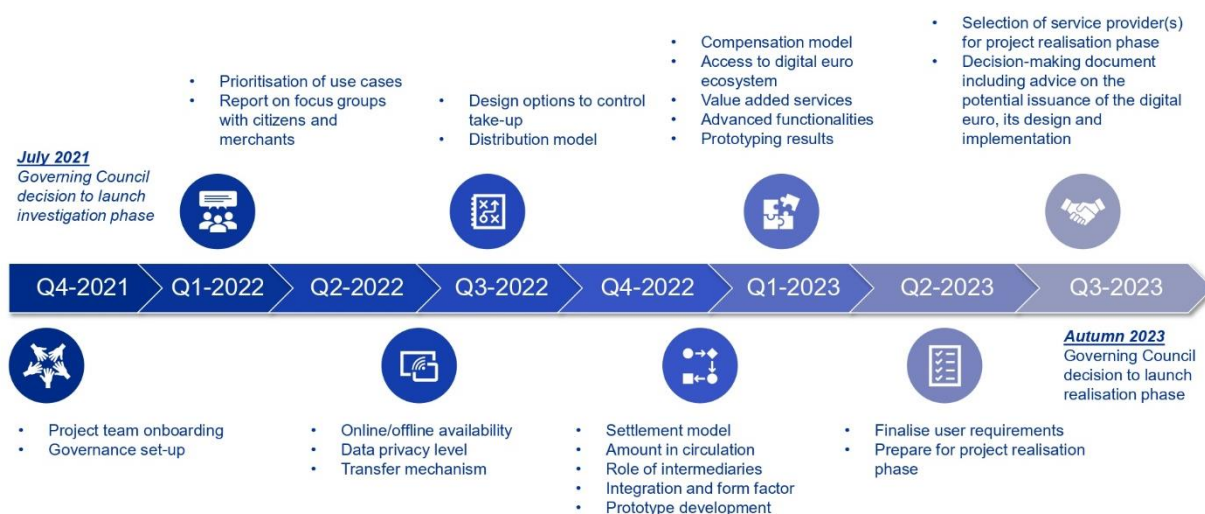 July 2021
Governing Council
decision to launch
investigation phase
• Prioritisation of use cases
• Report on focus groups
with citizens and
merchants
• Design options to control
take-up
• Distribution model
• Compensation model
• Access to digital euro
ecosystem
• Value added services
• Advanced functionalities
• Prototyping results
• Selection of service provider(s)
for project realisation phase
• Decision-making document
including advice on the
potential issuance of the digital
euro, its design and
implementation
Q4-2021
Q1-2022
Q2-2022
Q3-2022
Q4-2022
Q1-2023
Q2-2023
Q3-2023
• Project team onboarding
• Governance set-up
• Online/offline availability
• Data privacy level
• Transfer mechanism
• Settlement model
• Amount in circulation
• Role of intermediaries
• Integration and form factor
• Prototype development
• Finalise user requirements
• Prepare for project realisation
phase
Autumn 2023
Governing Council
decision to launch
realisation phase